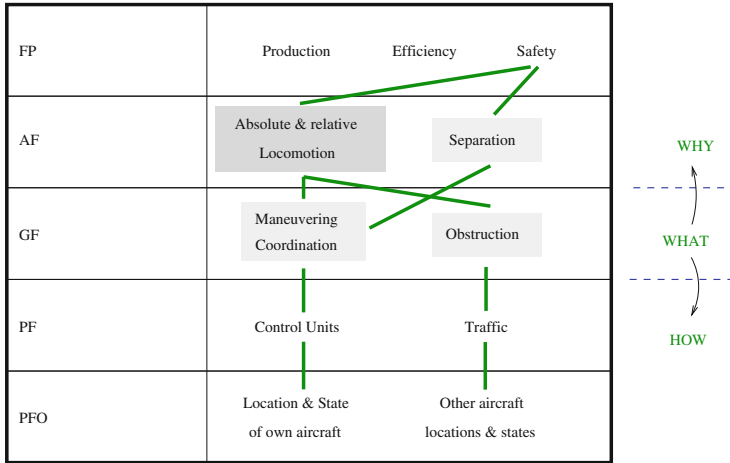 FP
Production Efficiency Safety
AF
Absolute & relative
Locomotion
Separation
WHY
GF
Maneuvering
Coordination
Obstruction
WHAT
PF
Control Units
Traffic
HOW
PFO
Location & State
of own aircraft
Other aircraft
locations & states